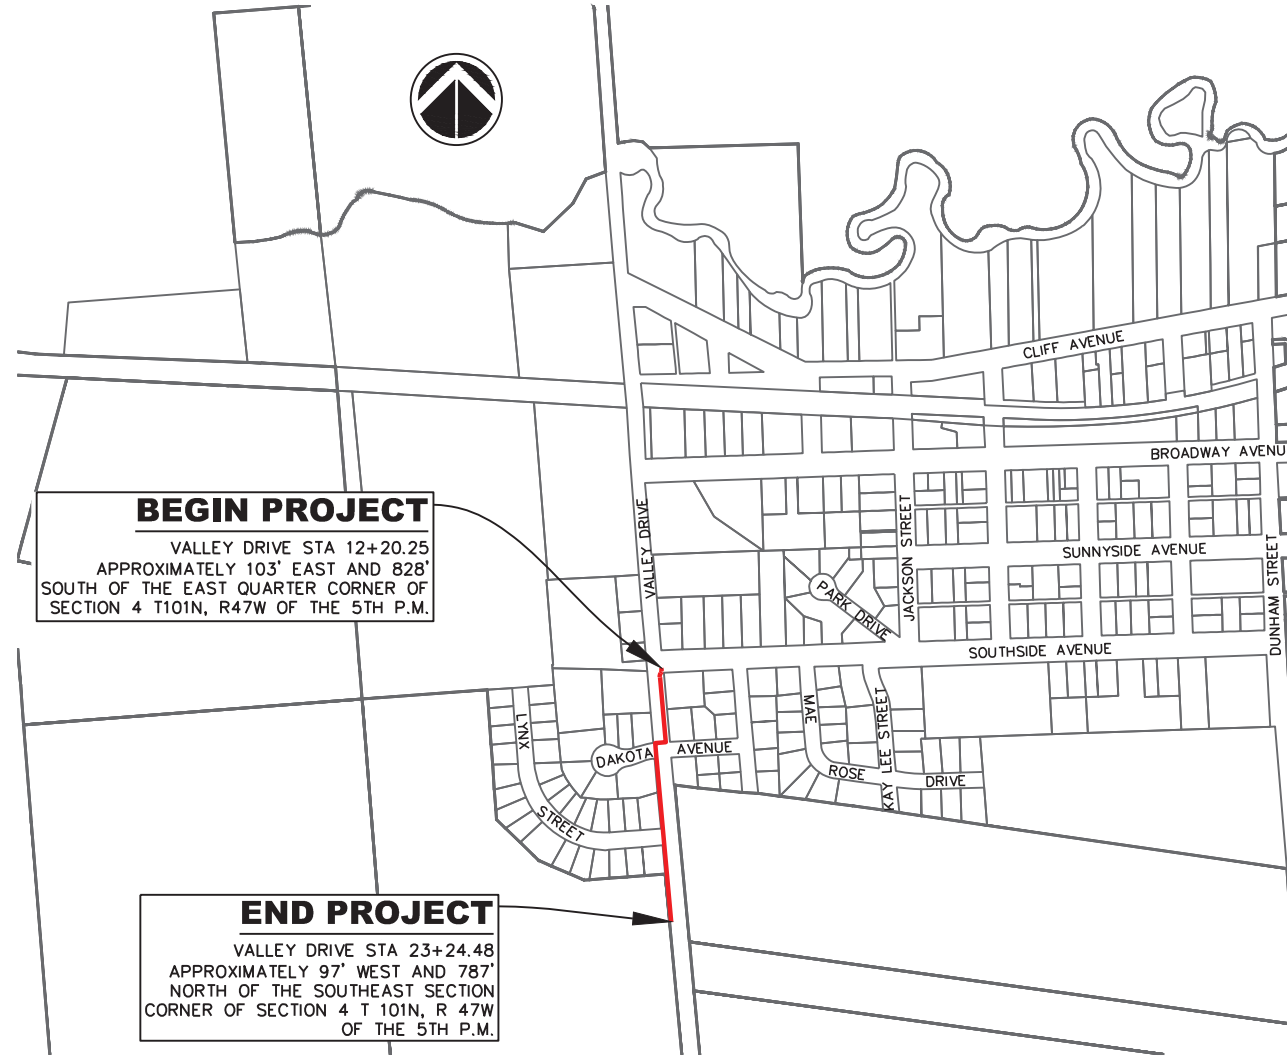 CLIFF AVENUE
BROADWAY AVENU
VALLEY DRIVE
JACKSON STREET
SUNNYSIDE AVENUE
DUNHAM STREET
PARK DRIVE
SOUTHSIDE AVENUE
BEGIN PROJECT
VALLEY DRIVE STA 12+20.25
APPROXIMATELY 103' EAST AND 828'
SOUTH OF THE EAST QUARTER CORNER OF
SECTION 4 T101N, R47W OF THE 5TH P.M.
LYNX
STREET
DAKOTA
AVENUE
MAE
ROSE
DRIVE
KAY LEE STREET
END PROJECT
VALLEY DRIVE STA 23+24.48
APPROXIMATELY 97' WEST AND 787'
NORTH OF THE SOUTHEAST SECTION
CORNER OF SECTION 4 T 101N, R 47W
OF THE 5TH P.M.